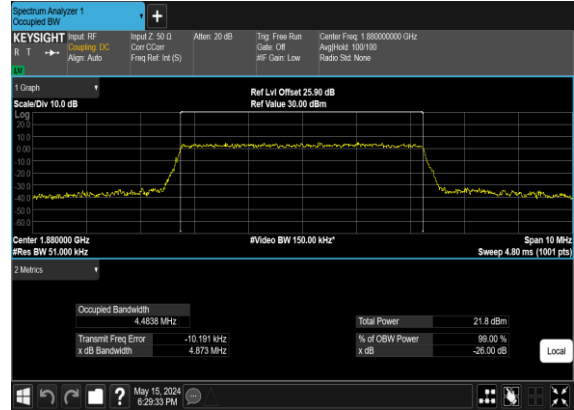 Spectrum Analyzer 1
Occupied BW
+
KEYSIGHT Input: RF Input Z: 50 Ω Atten: 20 dB Trig: Free Run Center Freq: 1.880000000 GHz
R T Coupling: DC Corr CCorr Gate: Off Avg|Hold: 100/100
Align: Auto Freq Ref: Int (S) #IF Gain: Low Radio Std: None
LW
1 Graph Ref Lvl Offset 25.90 dB
Scale/Div 10.0 dB Ref Value 30.00 dBm
Log
20.0
10.0
0.00
-10.0
-20.0
-30.0
-40.0
-50.0
-60.0
Center 1.880000 GHz #Video BW 150.00 kHz* Span 10 MHz
#Res BW 51.000 kHz Sweep 4.80 ms (1001 pts)
2 Metrics
Occupied Bandwidth
4.4838 MHz Total Power 21.8 dBm
Transmit Freq Error -10.191 kHz % of OBW Power 99.00 %
x dB Bandwidth 4.873 MHz x dB -26.00 dB
Local
? May 15, 2024
6:29:33 PM